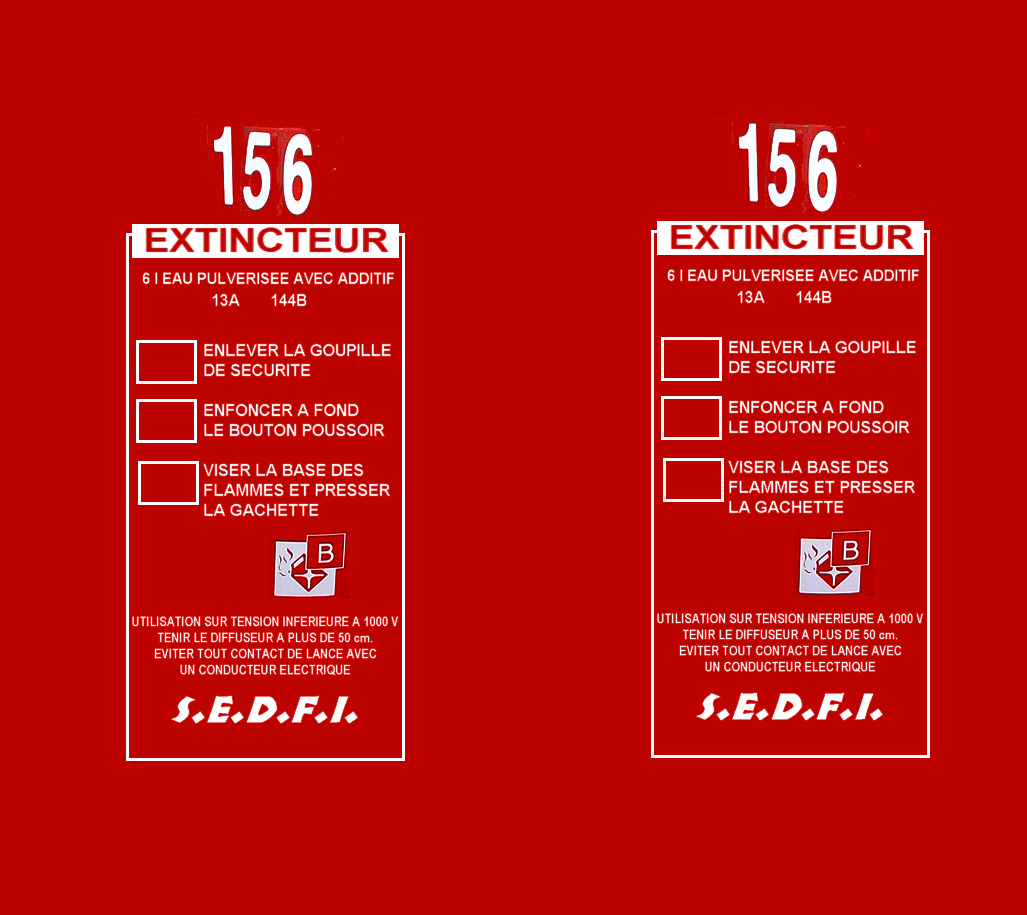 156
EXTINCTEUR
6 l EAU PULVERISEE AVEC ADDITIF
13A 144B
ENLEVER LA GOUPILLE
DE SECURITE
ENFONCER A FOND
LE BOUTON POUSSOIR
VISER LA BASE DES
FLAMMES ET PRESSER
LA GACHETTE
B
UTILISATION SUR TENSION INFERIEURE A 1000 V
TENIR LE DIFFUSEUR A PLUS DE 50 cm.
EVITER TOUT CONTACT DE LANCE AVEC
UN CONDUCTEUR ELECTRIQUE
S.E.D.F.I.
156
EXTINCTEUR
6 l EAU PULVERISEE AVEC ADDITIF
13A 144B
ENLEVER LA GOUPILLE
DE SECURITE
ENFONCER A FOND
LE BOUTON POUSSOIR
VISER LA BASE DES
FLAMMES ET PRESSER
LA GACHETTE
B
UTILISATION SUR TENSION INFERIEURE A 1000 V
TENIR LE DIFFUSEUR A PLUS DE 50 cm.
EVITER TOUT CONTACT DE LANCE AVEC
UN CONDUCTEUR ELECTRIQUE
S.E.D.F.I.